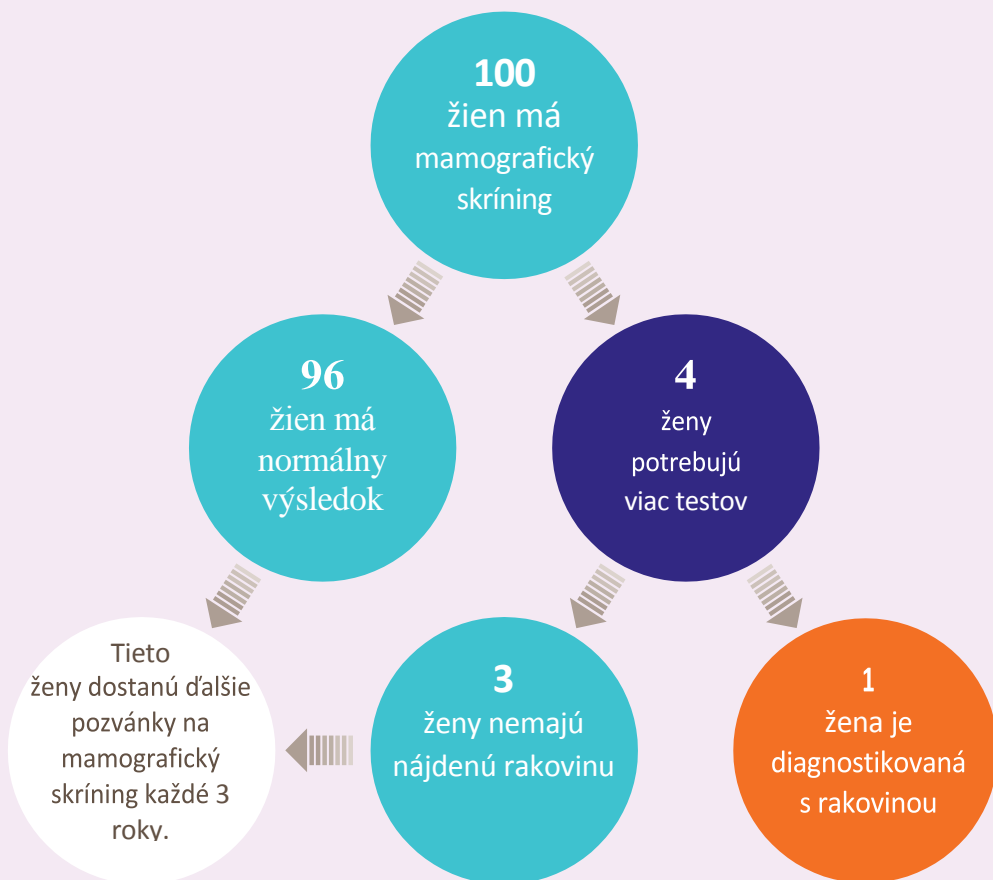 100
žien má
mamografický
skríning
96
žien má
normálny
výsledok
4
ženy
potrebujú
viac testov
Tieto
ženy dostanú ďalšie
pozvánky na
mamografický
skríning každé 3
roky.
3
ženy nemajú
nájdenú rakovinu
1
žena je
diagnostikovaná
s rakovinou